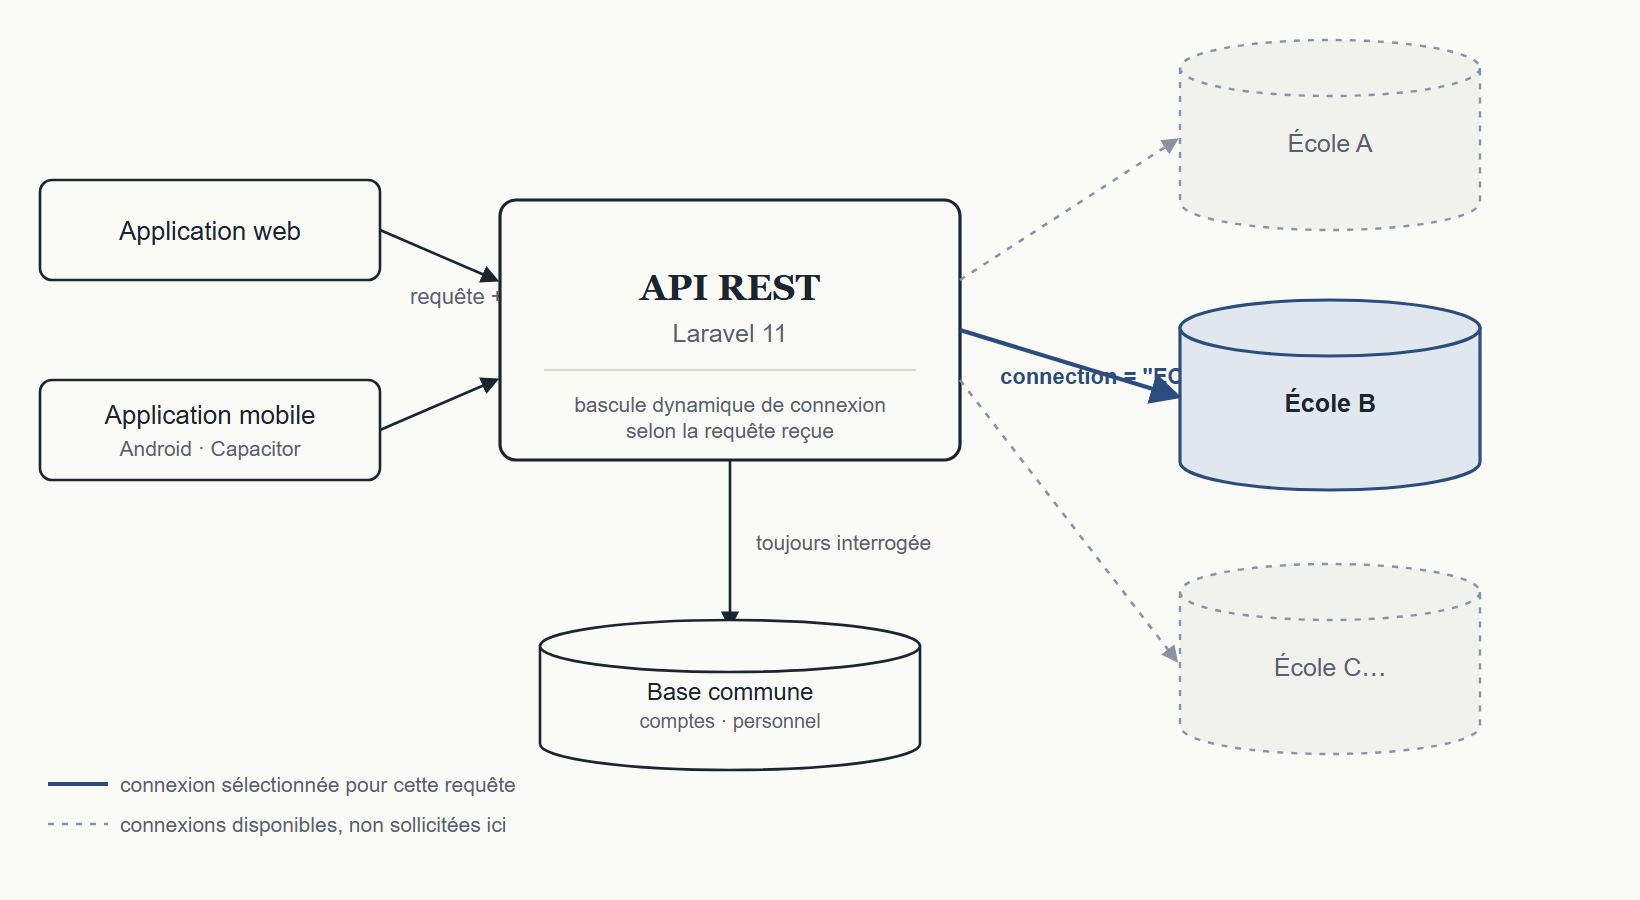 École A
Application web
requête +
API REST
Laravel 11
connection = "EC
École B
bascule dynamique de connexion
selon la requête reçue
Application mobile
Android · Capacitor
toujours interrogée
École C...
Base commune
comptes · personnel
connexion sélectionnée pour cette requête
connexions disponibles, non sollicitées ici